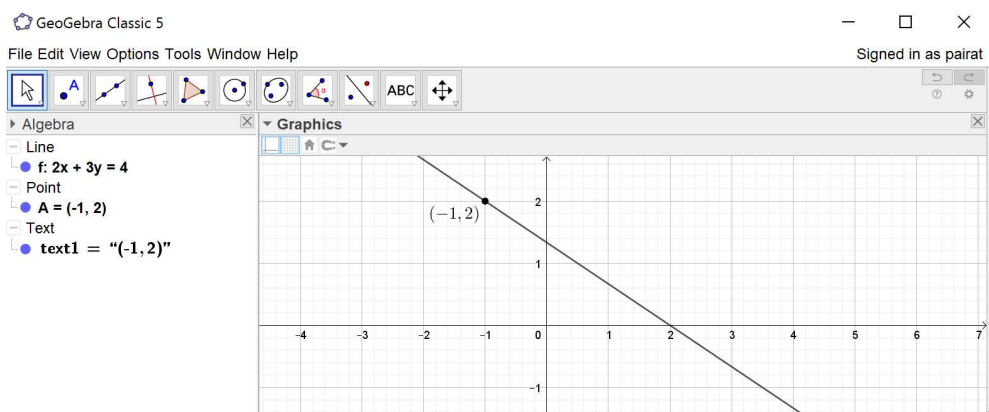 GeoGebra Classic 5
File Edit View Options Tools Window Help
Signed in as pairat
A
α
ABC
Algebra
Graphics
Line
f: 2x + 3y = 4
Point
A = (-1, 2)
Text
text1 = “(-1, 2)”
(−1, 2)
2
1
-4 -3 -2 -1 0 1 2 3 4 5 6 7
-1